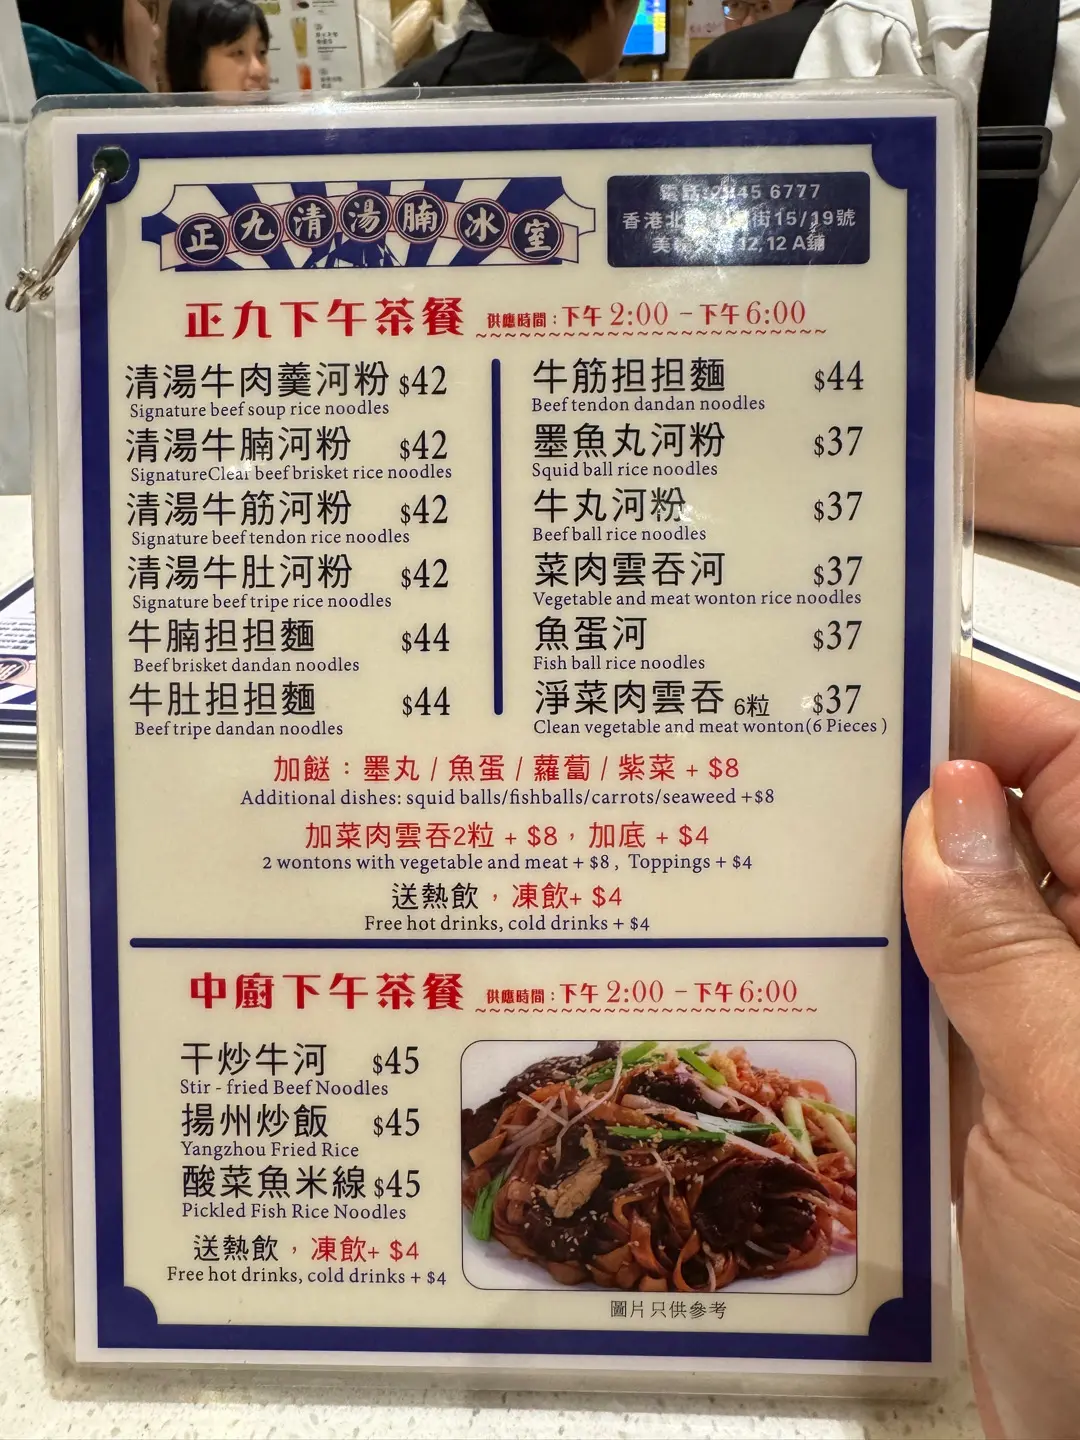 正九清湯腩冰室
電話: 2 45 6777
香港北 街15/19號
美 12,12 A鋪
正九下午茶餐 供應時間:下午2:00 - 下午6:00
清湯牛肉羹河粉 $42
Signature beef soup rice noodles
清湯牛腩河粉 $42
SignatureClear beef brisket rice noodles
清湯牛筋河粉 $42
Signature beef tendon rice noodles
清湯牛肚河粉 $42
Signature beef tripe rice noodles
牛腩担担麵 $44
Beef brisket dandan noodles
牛肚担担麵 $44
Beef tripe dandan noodles
牛筋担担麵 $44
Beef tendon dandan noodles
墨魚丸河粉 $37
Squid ball rice noodles
牛丸河粉 $37
Beef ball rice noodles
菜肉雲吞河 $37
Vegetable and meat wonton rice noodles
魚蛋河 $37
Fish ball rice noodles
淨菜肉雲吞 6粒 $37
Clean vegetable and meat wonton(6 Pieces )
加餸:墨丸 / 魚蛋 / 蘿蔔 / 紫菜 + $8
Additional dishes: squid balls/fishballs/carrots/seaweed +$8
加菜肉雲吞2粒 + $8,加底 + $4
2 wontons with vegetable and meat + $8 , Toppings + $4
送熱飲,凍飲+ $4
Free hot drinks, cold drinks + $4
中廚下午茶餐 供應時間:下午2:00 - 下午6:00
干炒牛河 $45
Stir - fried Beef Noodles
揚州炒飯 $45
Yangzhou Fried Rice
酸菜魚米線 $45
Pickled Fish Rice Noodles
送熱飲,凍飲+ $4
Free hot drinks, cold drinks + $4
圖片只供參考